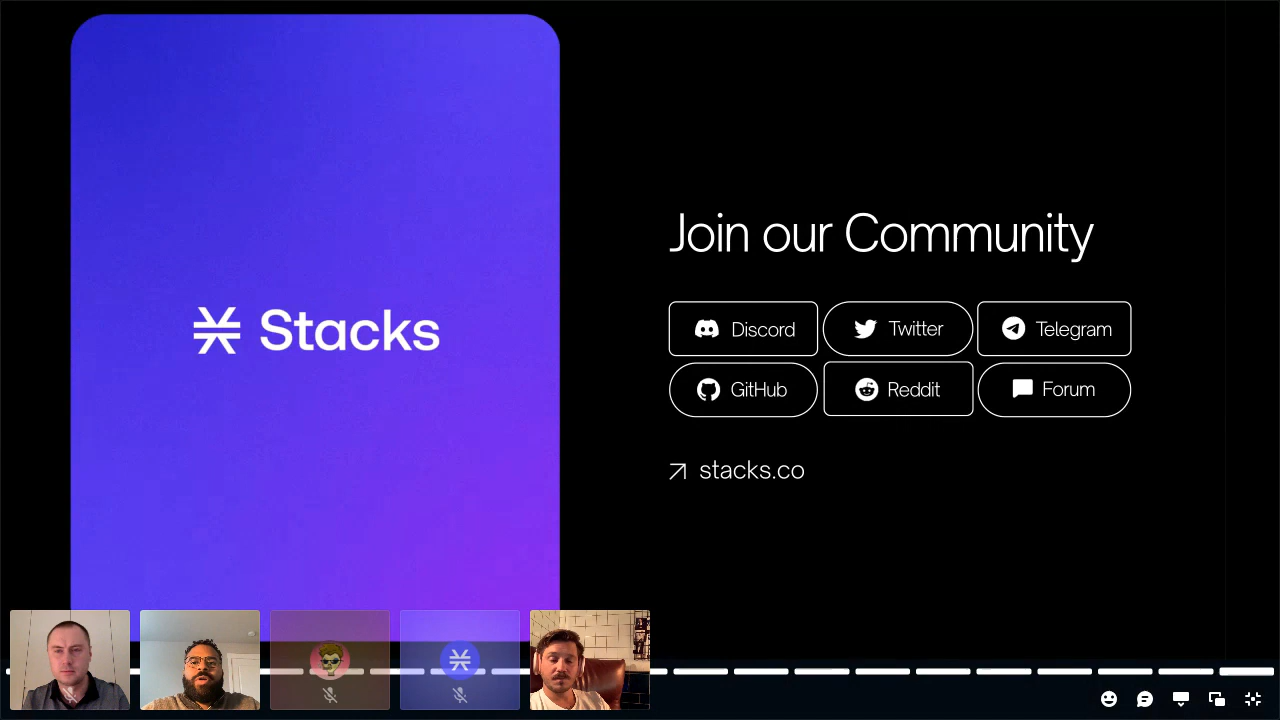 Stacks
Join our Community
Discord
Twitter
Telegram
GitHub
Reddit
Forum
stacks.co